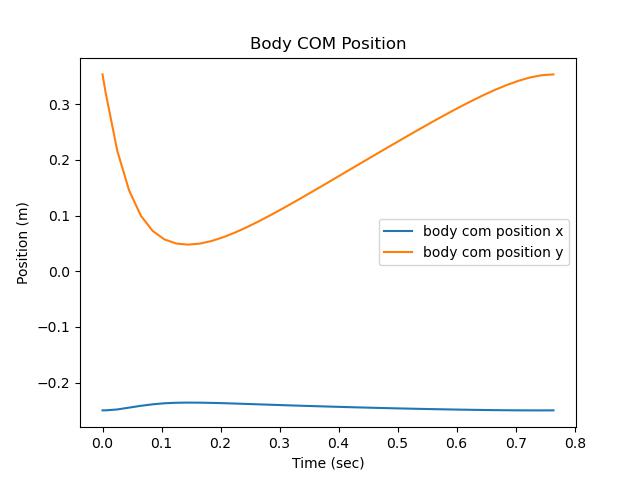 Body COM Position
Position (m)
0.3
0.2
0.1
0.0
−0.1
−0.2
body com position x
body com position y
0.0 0.1 0.2 0.3 0.4 0.5 0.6 0.7 0.8
Time (sec)